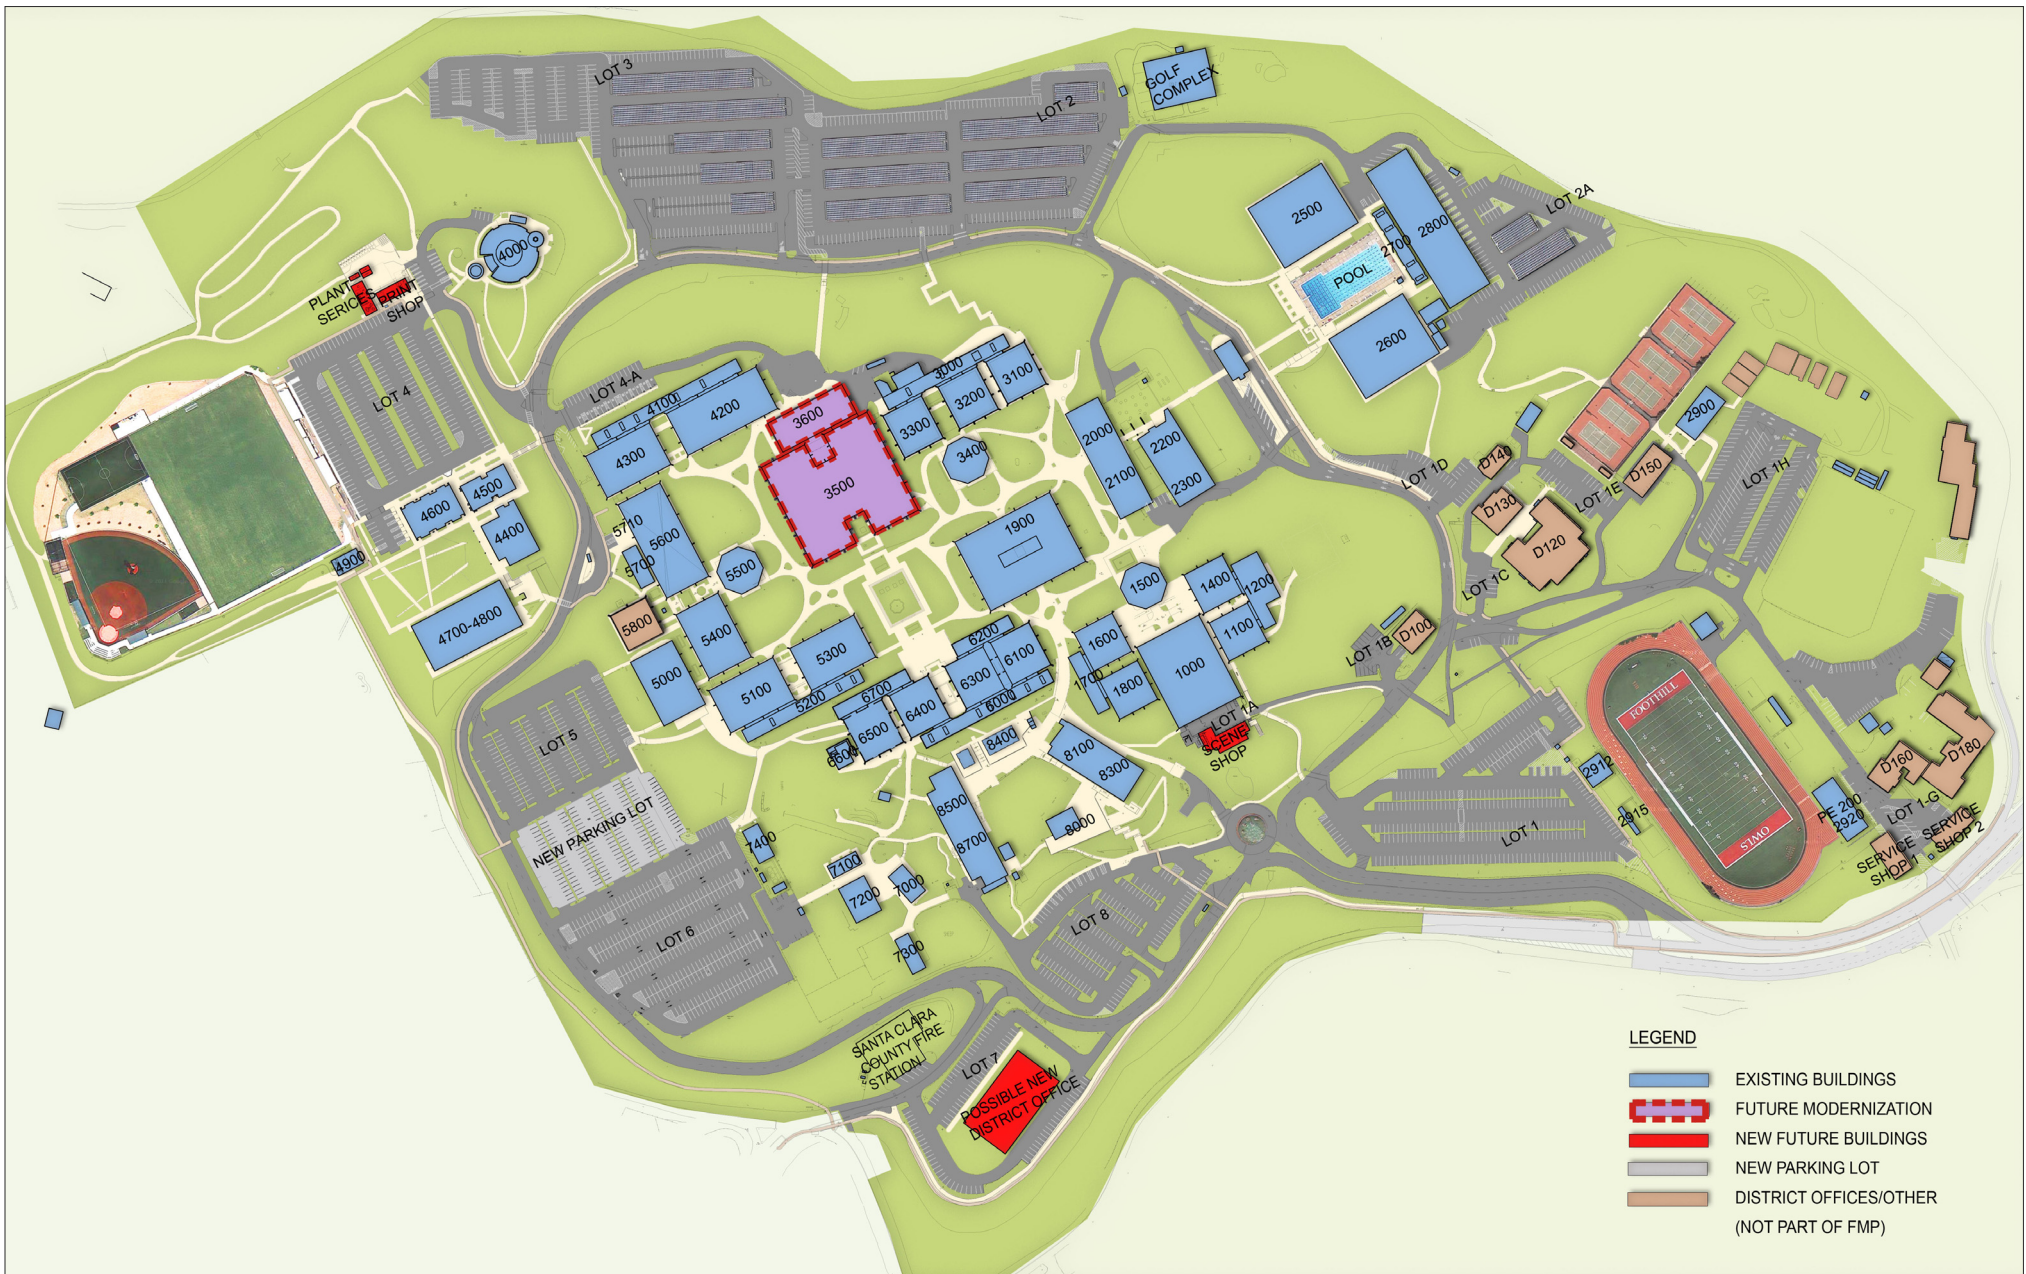 LOT 3
LOT 2
GOLF
COMPLEX
LOT 2A
2500
2800
2700
POOL
2600
4000
PLANT
SERICES
PRINT
SHOP
LOT 4
LOT 4-A
4100
4200
4300
3600
3500
3000
3100
3200
3300
3400
2000
2100
2200
2300
2900
LOT 1H
LOT 1D
D140
D150
LOT 1E
D130
D120
LOT 1C
4500
4600
4400
4900
4700-4800
5710
5600
5700
5500
5800
5400
5300
5000
5100
5200
1900
1500
1400
1200
1100
1600
1000
1700
1800
LOT 1A
SCENE
SHOP
D100
LOT 1B
6200
6100
6300
6000
6700
6400
6500
6600
8400
8100
8300
8500
8700
8000
LOT 5
NEW PARKING LOT
LOT 6
7400
7100
7200
7000
7300
LOT 8
LOT 1
FOOTHILL
OWLS
2912
2915
PE 200
2920
D160
D180
LOT 1-G
SERVICE
SHOP 1
SERVICE
SHOP 2
SANTA CLARA
COUNTY FIRE
STATION
LOT 7
POSSIBLE NEW
DISTRICT OFFICE
LEGEND
EXISTING BUILDINGS
FUTURE MODERNIZATION
NEW FUTURE BUILDINGS
NEW PARKING LOT
DISTRICT OFFICES/OTHER
(NOT PART OF FMP)